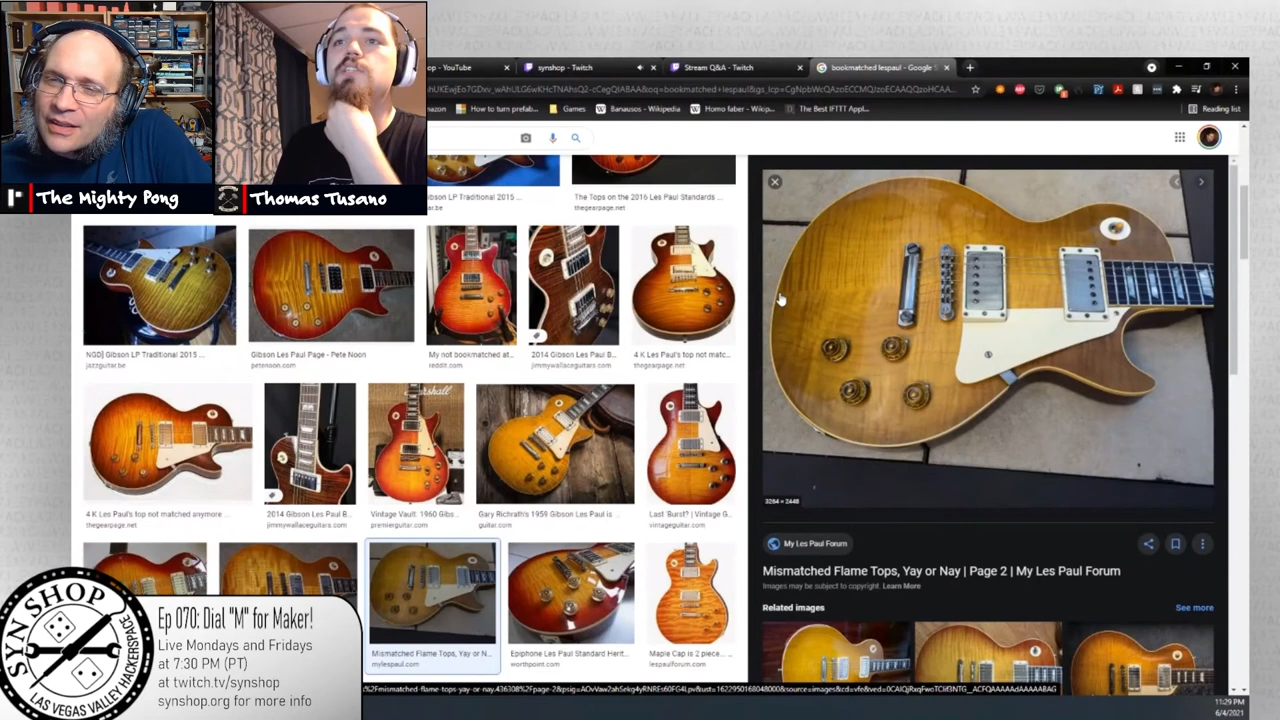 The Mighty Pong
Thomas Tusano
op - YouTube
synshop - Twitch
Stream Q&A - Twitch
bookmatched lespaul - Google S
azon
How to turn prefab...
Games
Banausos - Wikipedia
Homo faber - Wikip...
The Best IFTTT Appl...
Reading list
ibson LP Traditional 2015 ...
r.be
The Tops on the 2016 Les Paul Standards ...
thegearpage.net
NGD] Gibson LP Traditional 2015 ...
jazzguitar.be
Gibson Les Paul Page - Pete Noon
petenoon.com
My not bookmatched at...
reddit.com
2014 Gibson Les Paul B...
jimmywallaceguitars.com
4 K Les Paul's top not matc...
thegearpage.net
4 K Les Paul's top not matched anymore ...
thegearpage.net
2014 Gibson Les Paul B...
jimmywallaceguitars.com
Marshall
Vintage Vault: 1960 Gibs...
premierguitar.com
Gary Richrath's 1959 Gibson Les Paul is ...
guitar.com
Last 'Burst? | Vintage G...
vintageguitar.com
Mismatched Flame Tops, Yay or N...
mylespaul.com
Epiphone Les Paul Standard Herit...
worthpoint.com
Maple Cap is 2 piece... ...
lespaulforum.com
3264 × 2448
My Les Paul Forum
Mismatched Flame Tops, Yay or Nay | Page 2 | My Les Paul Forum
Images may be subject to copyright. Learn More
Related images
See more
SYN SHOP
LAS VEGAS VALLEY HACKERSPACE
Ep 070: Dial "M" for Maker!
Live Mondays and Fridays
at 7:30 PM (PT)
at twitch.tv/synshop
synshop.org for more info
11:29 PM
6/4/2021